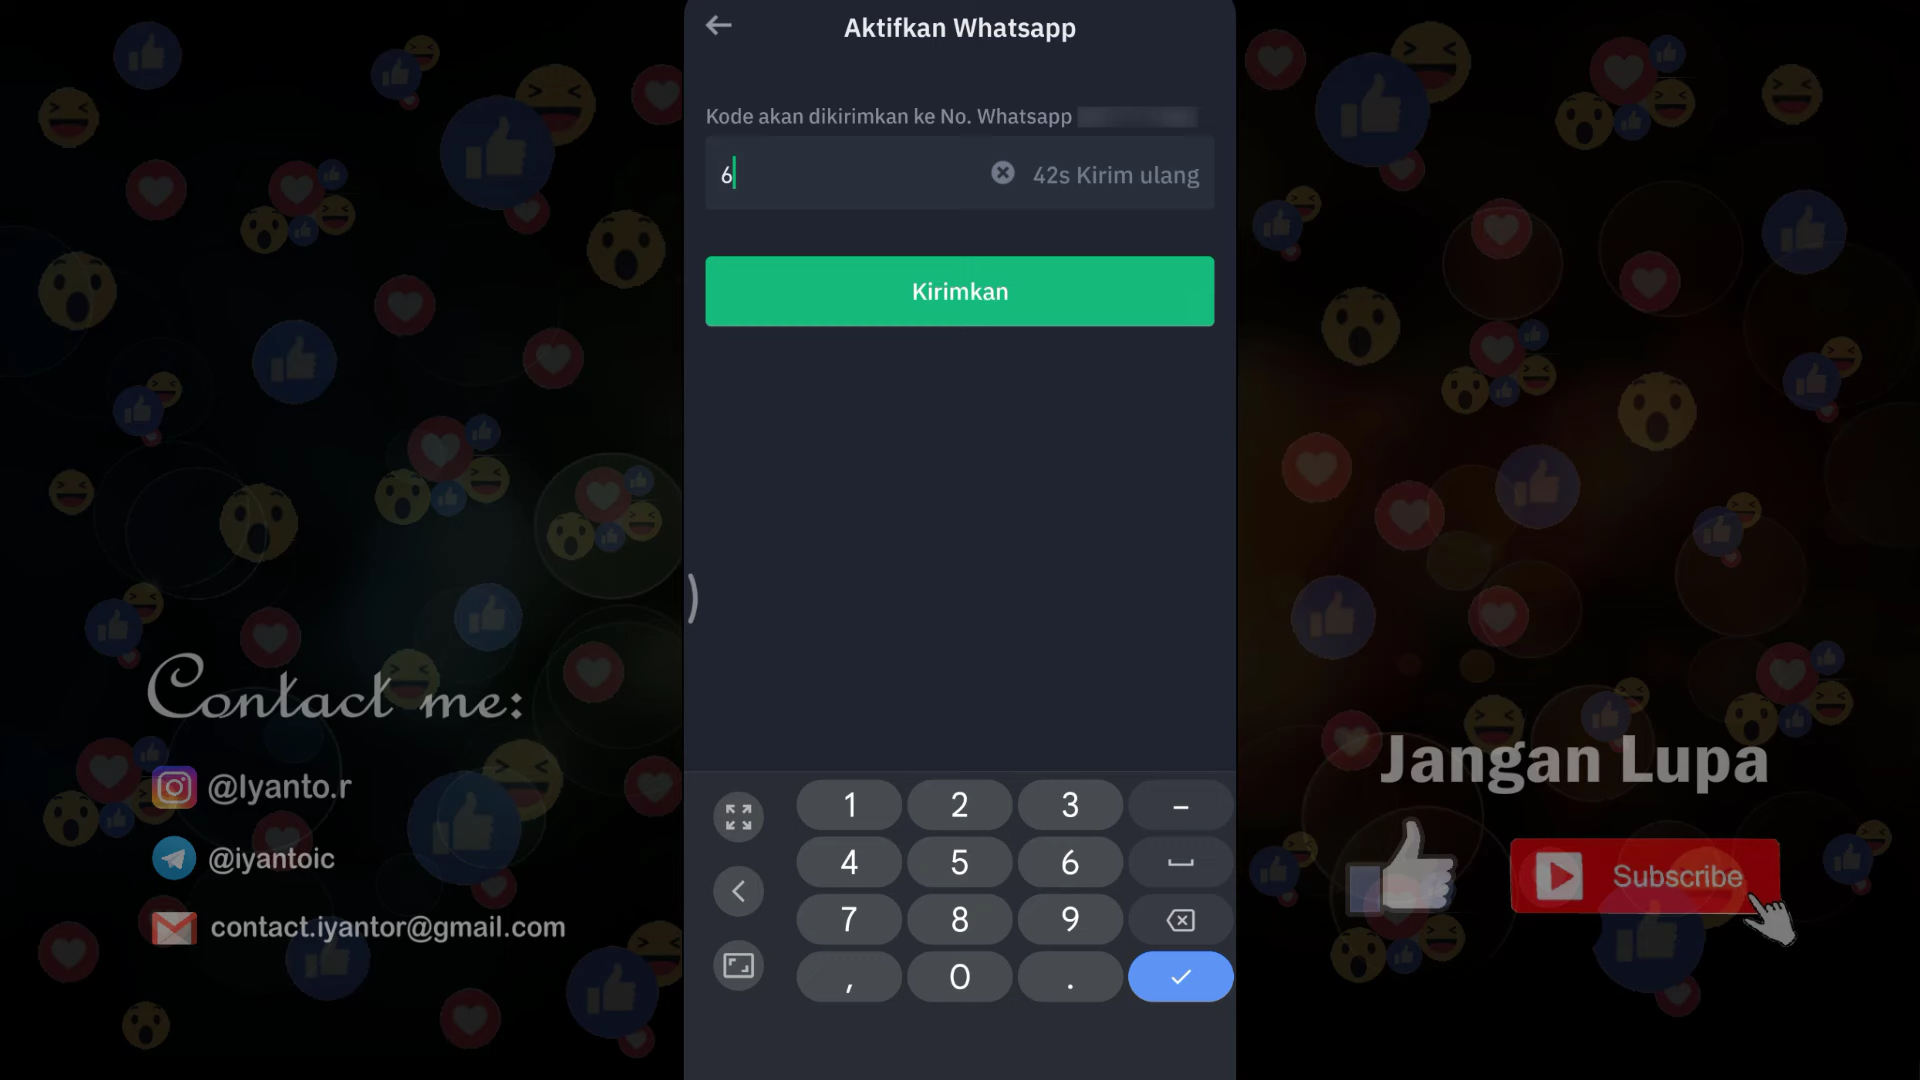 Aktifkan Whatsapp
Kode akan dikirimkan ke No. Whatsapp
6
42s Kirim ulang
Kirimkan
1 2 3 -
4 5 6
7 8 9
, 0 .
Contact me:
@Iyanto.r
@iyantoic
contact.iyantor@gmail.com
Jangan Lupa
Subscribe